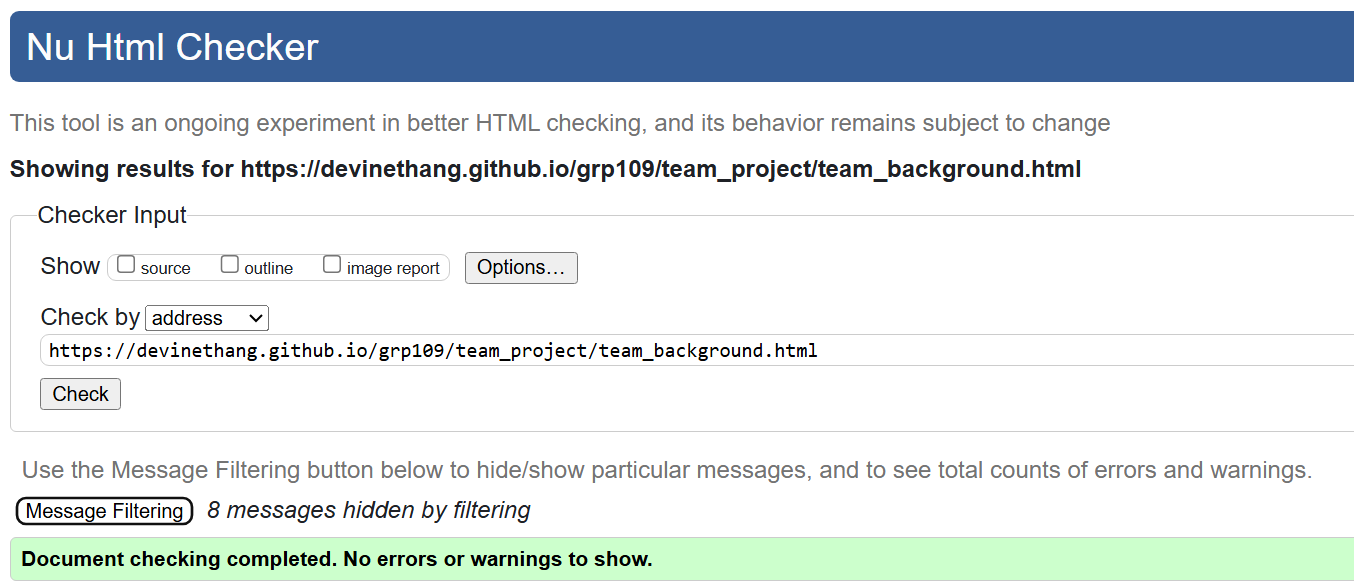 Nu Html Checker
This tool is an ongoing experiment in better HTML checking, and its behavior remains subject to change
Showing results for https://devinethang.github.io/grp109/team_project/team_background.html
Checker Input
Show source outline image report Options…
Check by address
https://devinethang.github.io/grp109/team_project/team_background.html
Check
Use the Message Filtering button below to hide/show particular messages, and to see total counts of errors and warnings.
Message Filtering 8 messages hidden by filtering
Document checking completed. No errors or warnings to show.